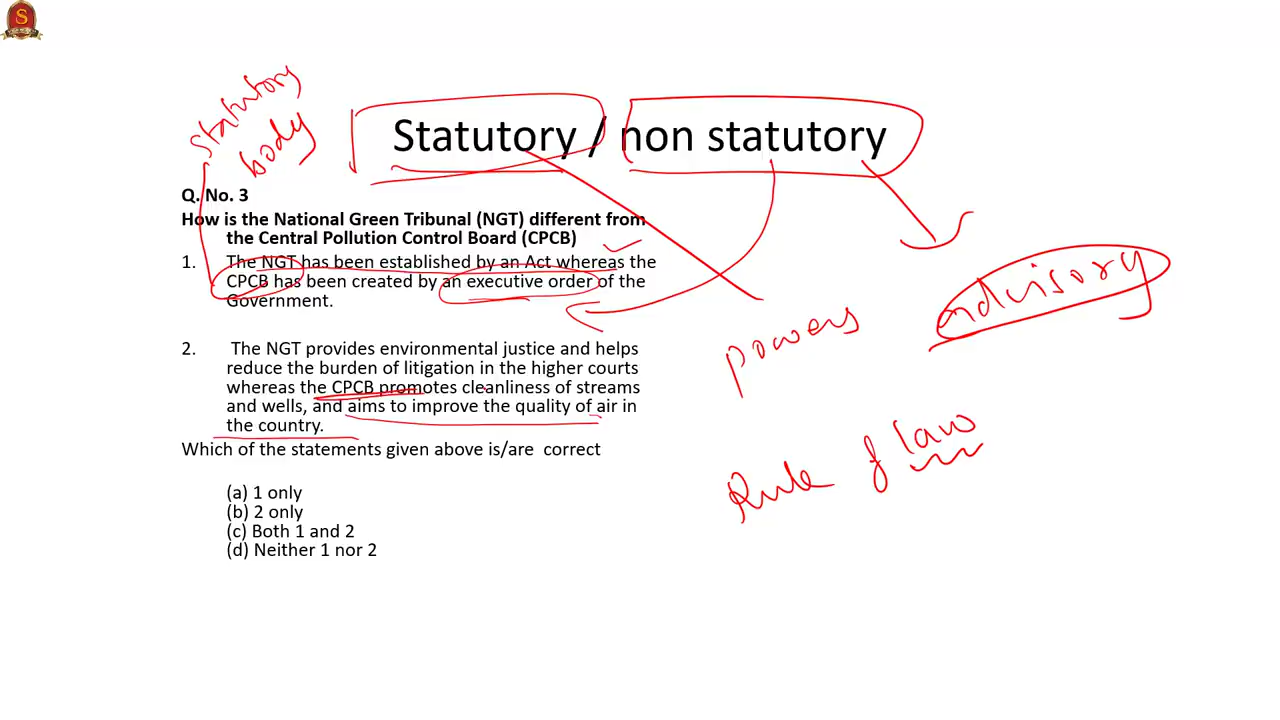 S
statutory
body
Statutory / non statutory
Q. No. 3
How is the National Green Tribunal (NGT) different from
the Central Pollution Control Board (CPCB)
1. The NGT has been established by an Act whereas the
CPCB has been created by an executive order of the
Government.
2. The NGT provides environmental justice and helps
reduce the burden of litigation in the higher courts
whereas the CPCB promotes cleanliness of streams
and wells, and aims to improve the quality of air in
the country.
Which of the statements given above is/are correct
(a) 1 only
(b) 2 only
(c) Both 1 and 2
(d) Neither 1 nor 2
advisory
powers
Rule of law